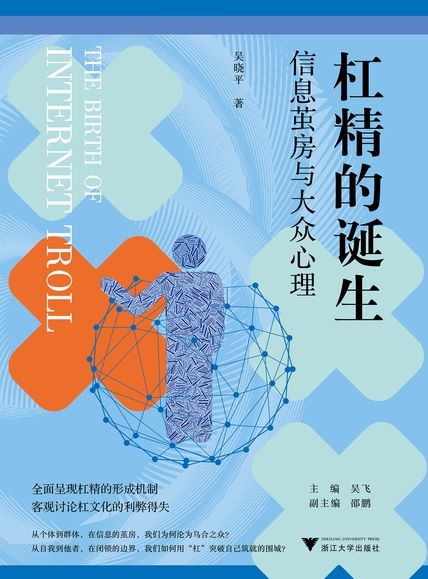 杠精的诞生
信息茧房与大众心理
吴晓平 著
THE BIRTH OF
INTERNET TROLL
主 编 吴飞
副主编 邵鹏
全面呈现杠精的形成机制
客观讨论杠文化的利弊得失
从个体到群体，在信息的茧房，我们为何沦为乌合之众？
从自我到他者，在闭锁的边界，我们如何用“杠”突破自己筑就的围城？
ZHEJIANG UNIVERSITY PRESS
浙江大学出版社